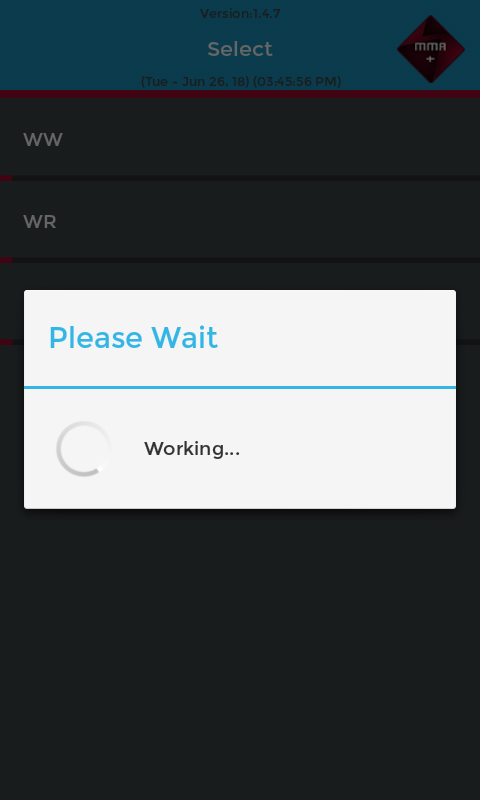 Version:1.4.7
Select
MMA
+
(Tue - Jun 26, 18) (03:45:56 PM)
WW
WR
Please Wait
Working...